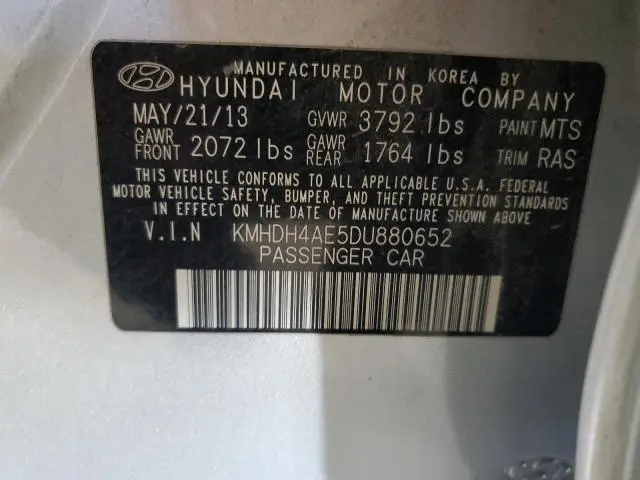 MANUFACTURED IN KOREA BY
HYUNDAI MOTOR COMPANY
MAY/21/13 GVWR 3792 lbs PAINT MTS
GAWR FRONT 2072 lbs GAWR REAR 1764 lbs TRIM RAS
THIS VEHICLE CONFORMS TO ALL APPLICABLE U.S.A. FEDERAL
MOTOR VEHICLE SAFETY, BUMPER, AND THEFT PREVENTION STANDARDS
IN EFFECT ON THE DATE OF MANUFACTURE SHOWN ABOVE
V.I.N KMHDH4AE5DU880652
PASSENGER CAR